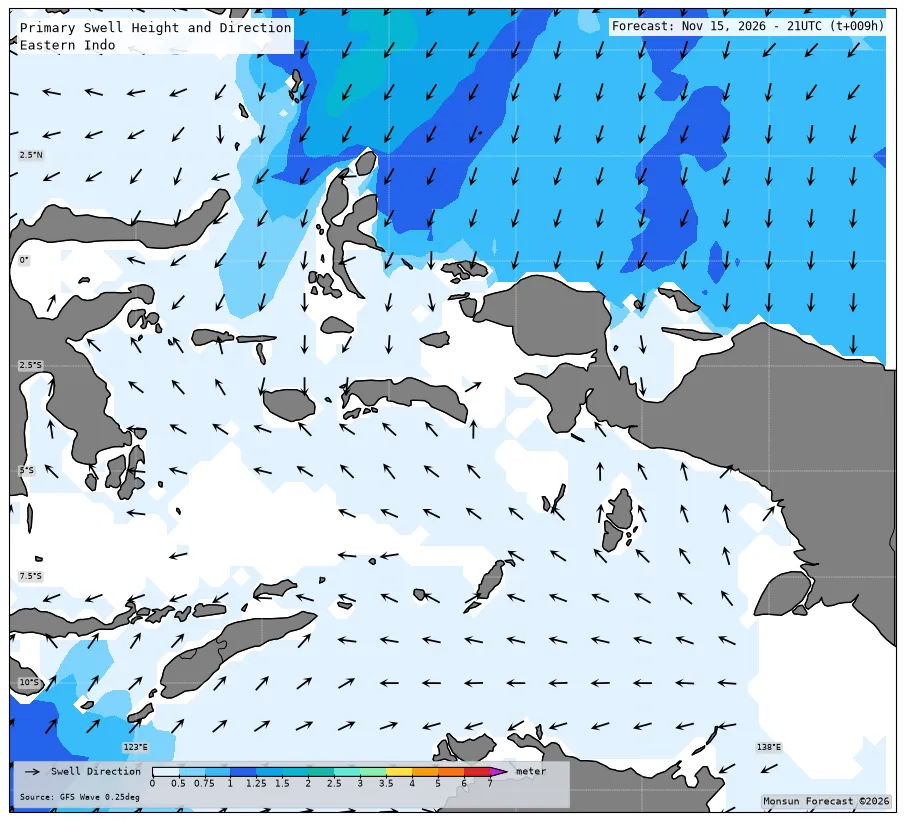 Primary Swell Height and Direction
Eastern Indo
Forecast: Nov 15, 2026 - 21UTC (t+009h)
2.5°N
0°
2.5°S
5°S
7.5°S
10°S
123°E
138°E
Swell Direction
0 0.5 0.75 1 1.25 1.5 2 2.5 3 3.5 4 5 6 7
meter
Source: GFS Wave 0.25deg
Monsun Forecast ©2026